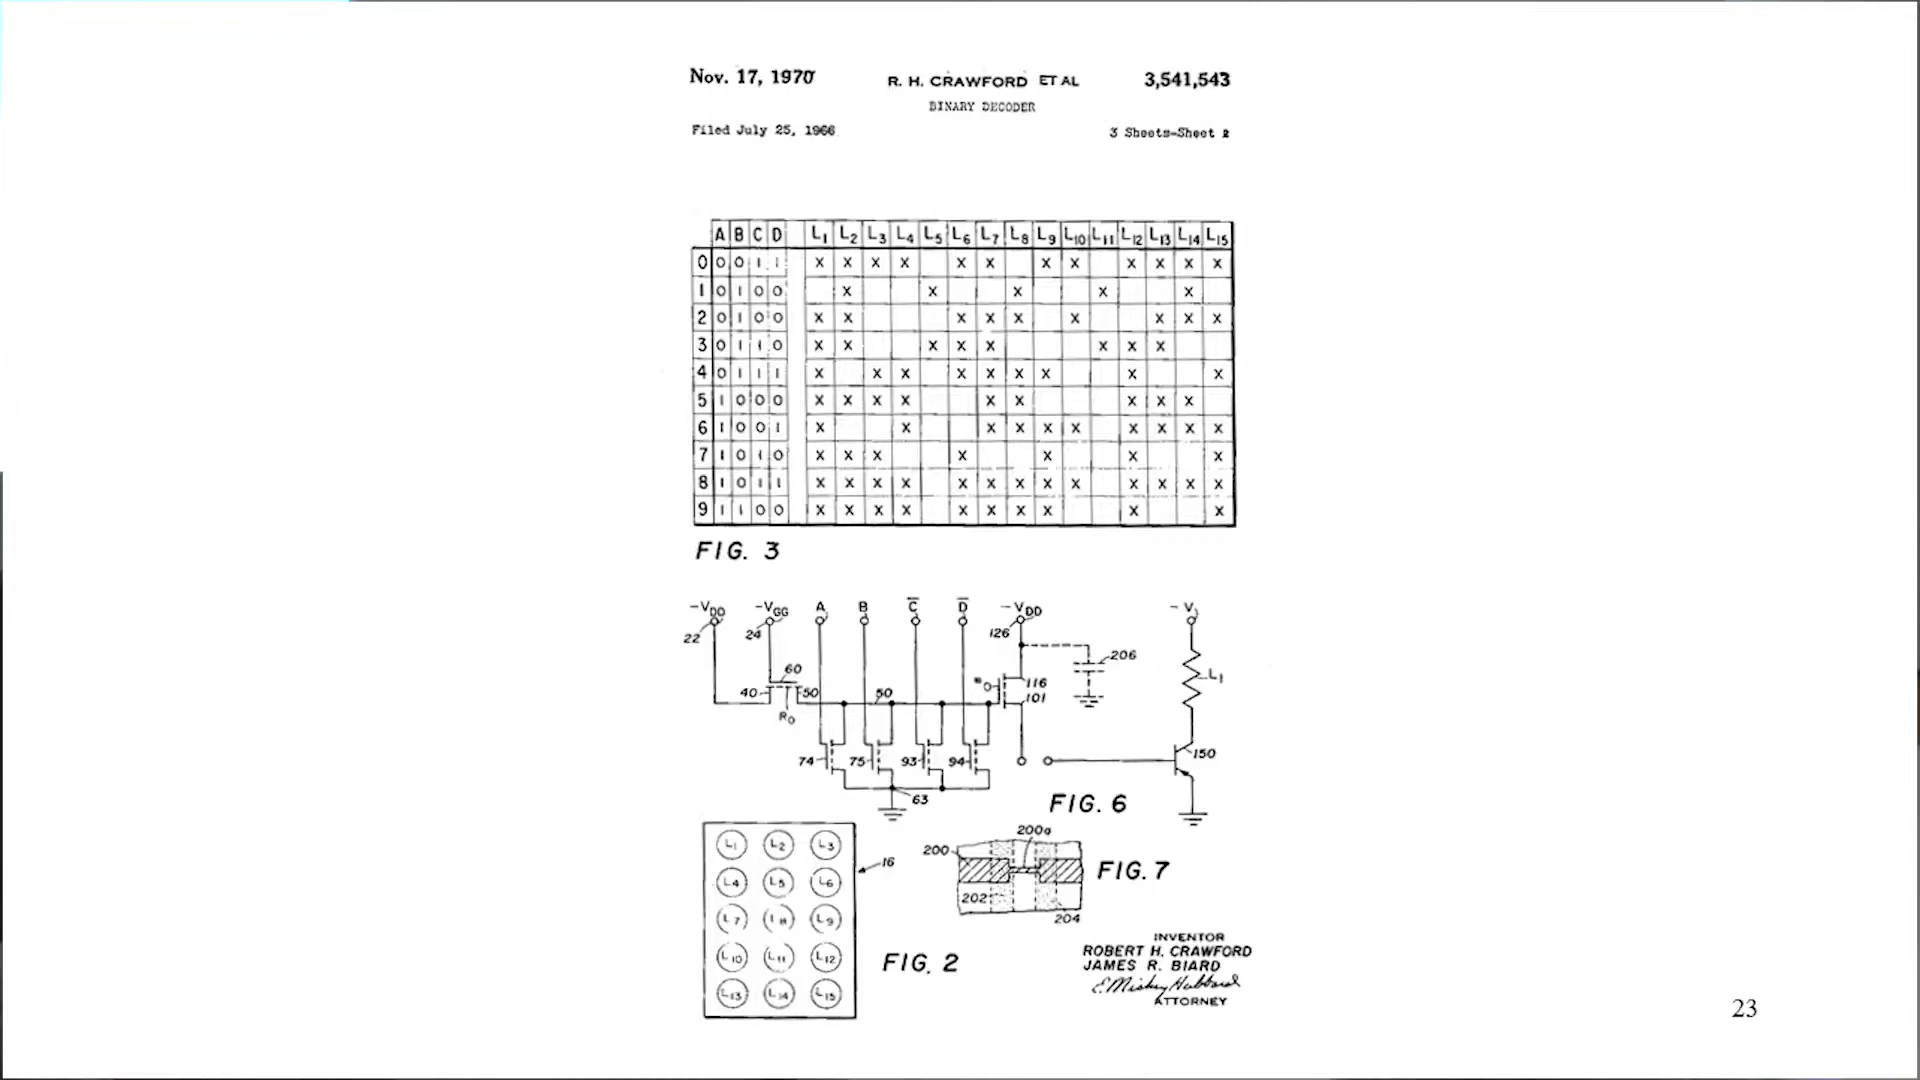 Nov. 17, 1970 R. H. CRAWFORD ET AL 3,541,543
BINARY DECODER
Filed July 25, 1966 3 Sheets-Sheet 2
A B C D L1 L2 L3 L4 L5 L6 L7 L8 L9 L10 L11 L12 L13 L14 L15
0 0 0 1 1 X X X X X X X X X X X X
1 0 1 0 0 X X X X X
2 0 1 0 0 X X X X X X X X X
3 0 1 1 0 X X X X X X X X
4 0 1 1 1 X X X X X X X X X
5 1 0 0 0 X X X X X X X X X
6 1 0 0 1 X X X X X X X X X X
7 1 0 1 0 X X X X X X X
8 1 0 1 1 X X X X X X X X X X X X X
9 1 1 0 0 X X X X X X X X X X
FIG. 3
-VDD -VGG A B C D -VDD -V
22 24 126
206
60
40 50 50 116 L1
101
R0
74 75 93 94 150
63
FIG. 6
L1 L2 L3
L4 L5 L6
L7 L8 L9
L10 L11 L12
L13 L14 L15
16
FIG. 2
200a
200
202
204
FIG. 7
INVENTOR
ROBERT H. CRAWFORD
JAMES R. BIARD
E. Mickey Hubbard
ATTORNEY
23